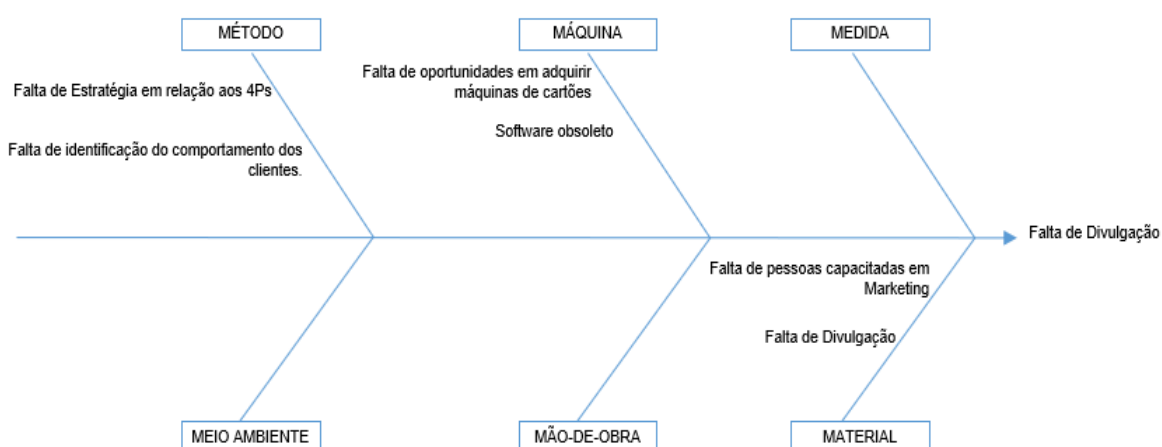 MÉTODO
MÁQUINA
MEDIDA
Falta de Estratégia em relação aos 4Ps
Falta de identificação do comportamento dos
clientes.
Falta de oportunidades em adquirir
máquinas de cartões
Software obsoleto
Falta de Divulgação
Falta de pessoas capacitadas em
Marketing
Falta de Divulgação
MEIO AMBIENTE
MÃO-DE-OBRA
MATERIAL